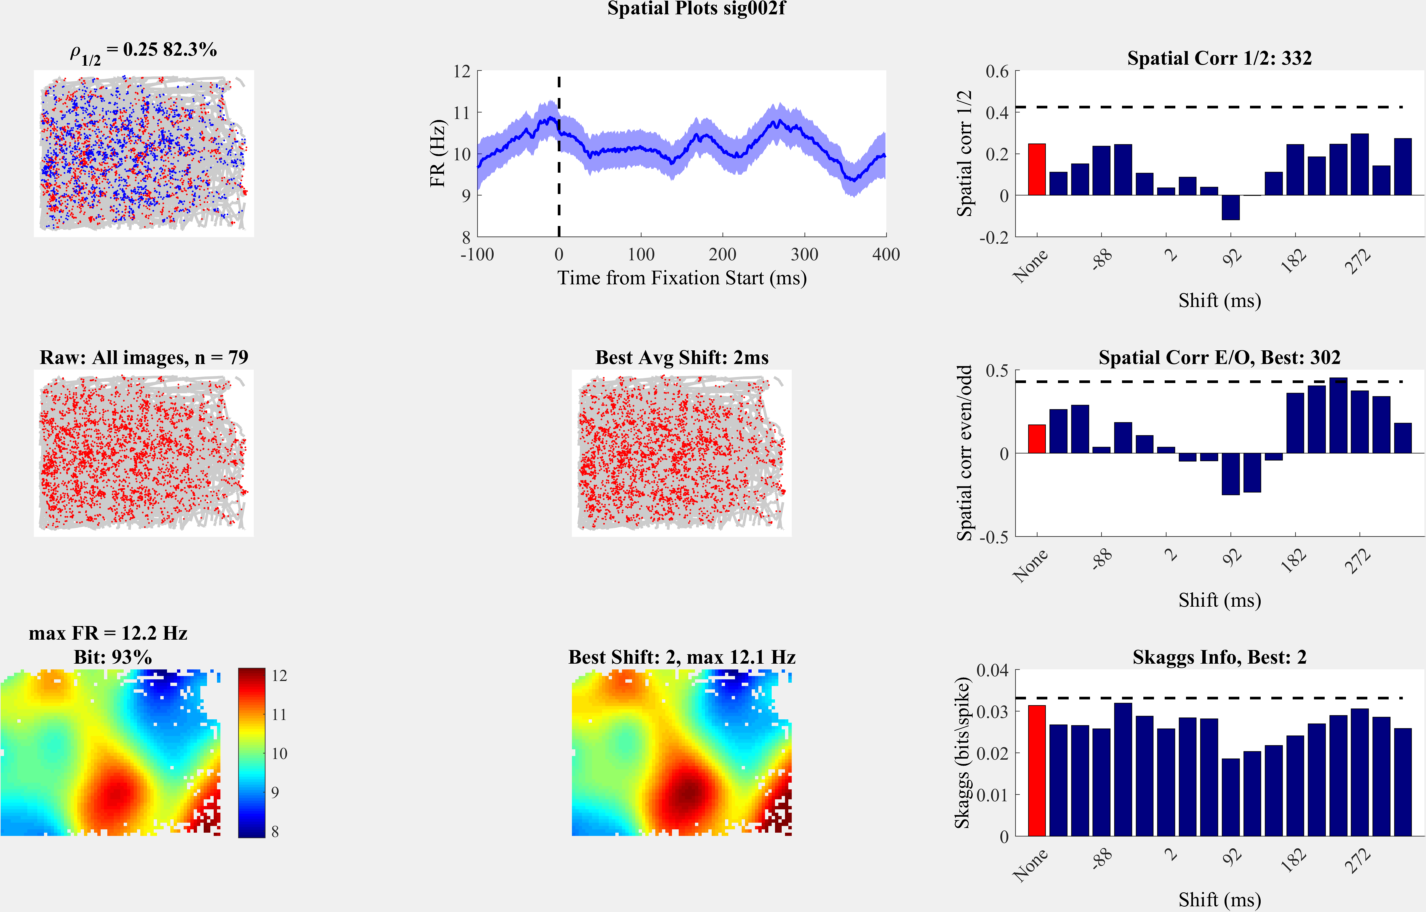 Spatial Plots sig002f
ρ1/2 = 0.25 82.3%
12
11
10
9
8
FR (Hz)
-100
0
100
200
300
400
Time from Fixation Start (ms)
Spatial Corr 1/2: 332
0.6
0.4
0.2
0
-0.2
Spatial corr 1/2
None
-88
2
92
182
272
Shift (ms)
Raw: All images, n = 79
Best Avg Shift: 2ms
Spatial Corr E/O, Best: 302
0.5
0
-0.5
Spatial corr even/odd
None
-88
2
92
182
272
Shift (ms)
max FR = 12.2 Hz
Bit: 93%
12
11
10
9
8
Best Shift: 2, max 12.1 Hz
Skaggs Info, Best: 2
0.04
0.03
0.02
0.01
0
Skaggs (bits\spike)
None
-88
2
92
182
272
Shift (ms)